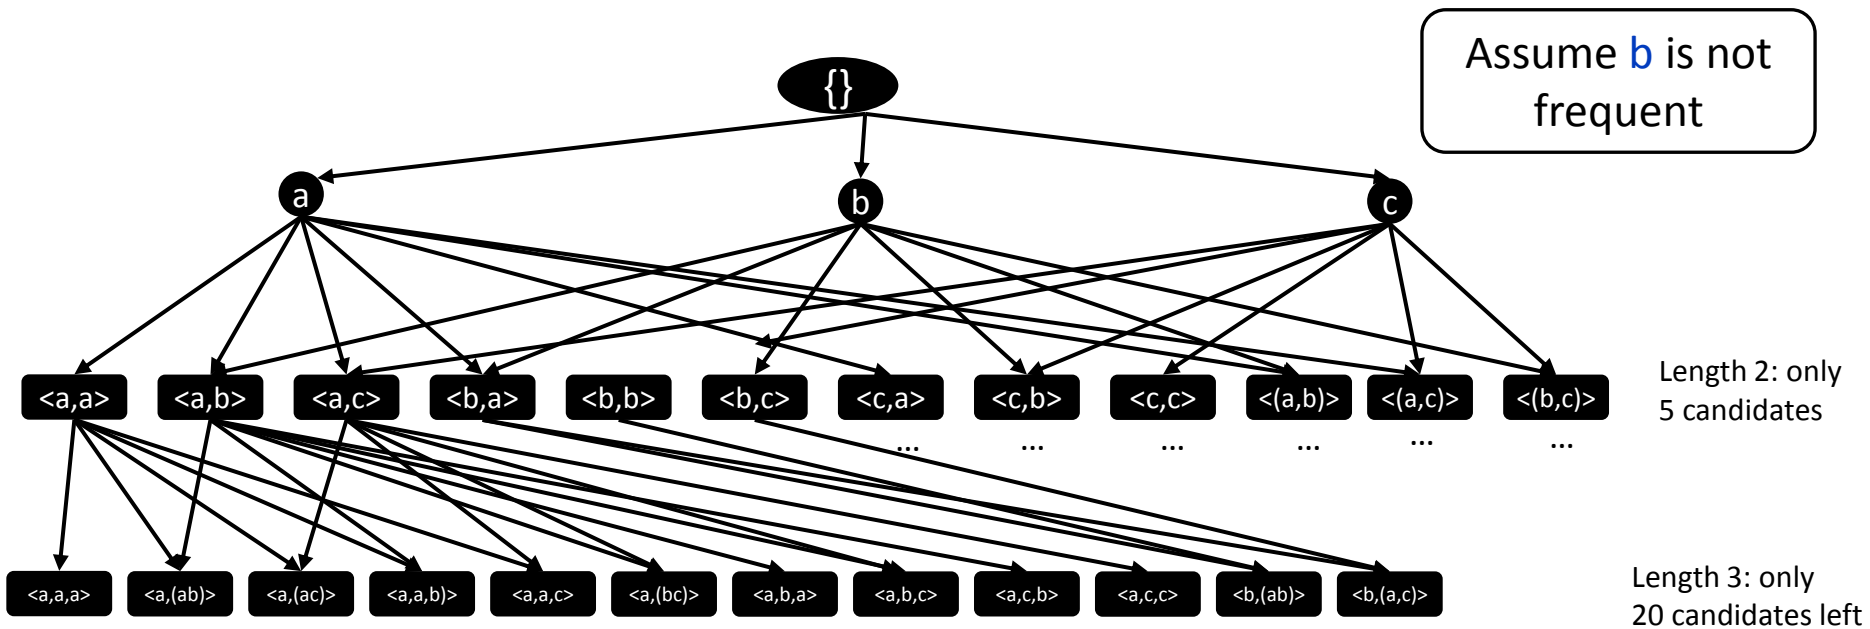 Assume b is not
frequent
{}
a
b
c
<a,a>
<a,b>
<a,c>
<b,a>
<b,b>
<b,c>
<c,a>
<c,b>
<c,c>
<(a,b)>
<(a,c)>
<(b,c)>
Length 2: only
5 candidates
...
...
...
...
...
...
<a,a,a>
<a,(ab)>
<a,(ac)>
<a,a,b)>
<a,a,c>
<a,(bc)>
<a,b,a>
<a,b,c>
<a,c,b>
<a,c,c>
<b,(ab)>
<b,(a,c)>
Length 3: only
20 candidates left